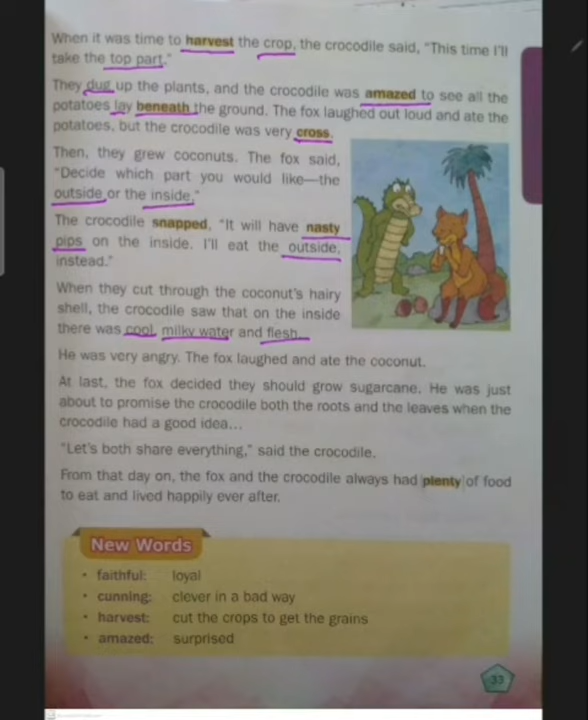 When it was time to harvest the crop, the crocodile said, "This time I'll
take the top part."
They dug up the plants, and the crocodile was amazed to see all the
potatoes lay beneath the ground. The fox laughed out loud and ate the
potatoes, but the crocodile was very cross.
Then, they grew coconuts. The fox said,
"Decide which part you would like—the
outside or the inside."
The crocodile snapped, "It will have nasty
pips on the inside. I'll eat the outside,
instead."
When they cut through the coconut's hairy
shell, the crocodile saw that on the inside
there was cool, milky water and flesh.
He was very angry. The fox laughed and ate the coconut.
At last, the fox decided they should grow sugarcane. He was just
about to promise the crocodile both the roots and the leaves when the
crocodile had a good idea...
"Let's both share everything," said the crocodile.
From that day on, the fox and the crocodile always had plenty of food
to eat and lived happily ever after.
New Words
• faithful: loyal
• cunning: clever in a bad way
• harvest: cut the crops to get the grains
• amazed: surprised
33